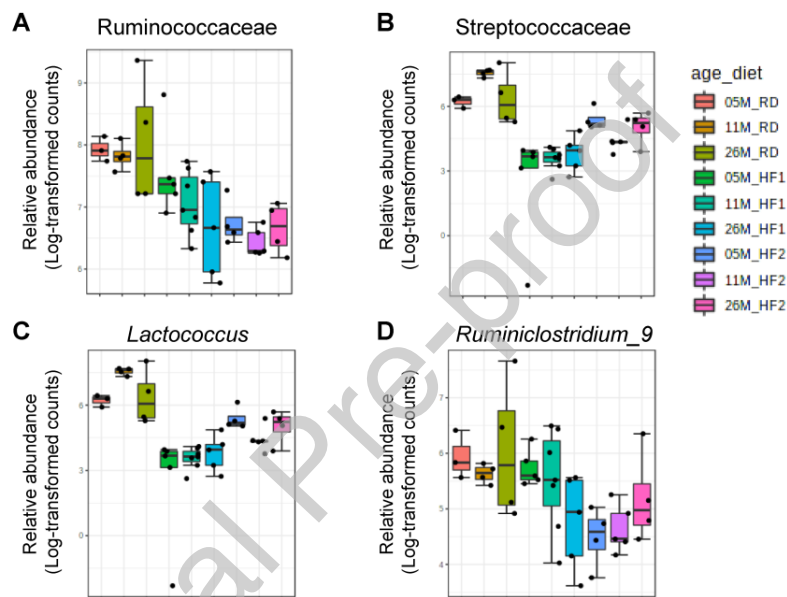 A
Ruminococcaceae
Relative abundance
(Log-transformed counts)
9
8
7
6
B
Streptococcaceae
Relative abundance
(Log-transformed counts)
6
3
0
age_diet
05M_RD
11M_RD
26M_RD
05M_HF1
11M_HF1
26M_HF1
05M_HF2
11M_HF2
26M_HF2
C
Lactococcus
Relative abundance
(Log-transformed counts)
6
3
0
D
Ruminiclostridium_9
Relative abundance
(Log-transformed counts)
7
6
5
4
al Pre-proof